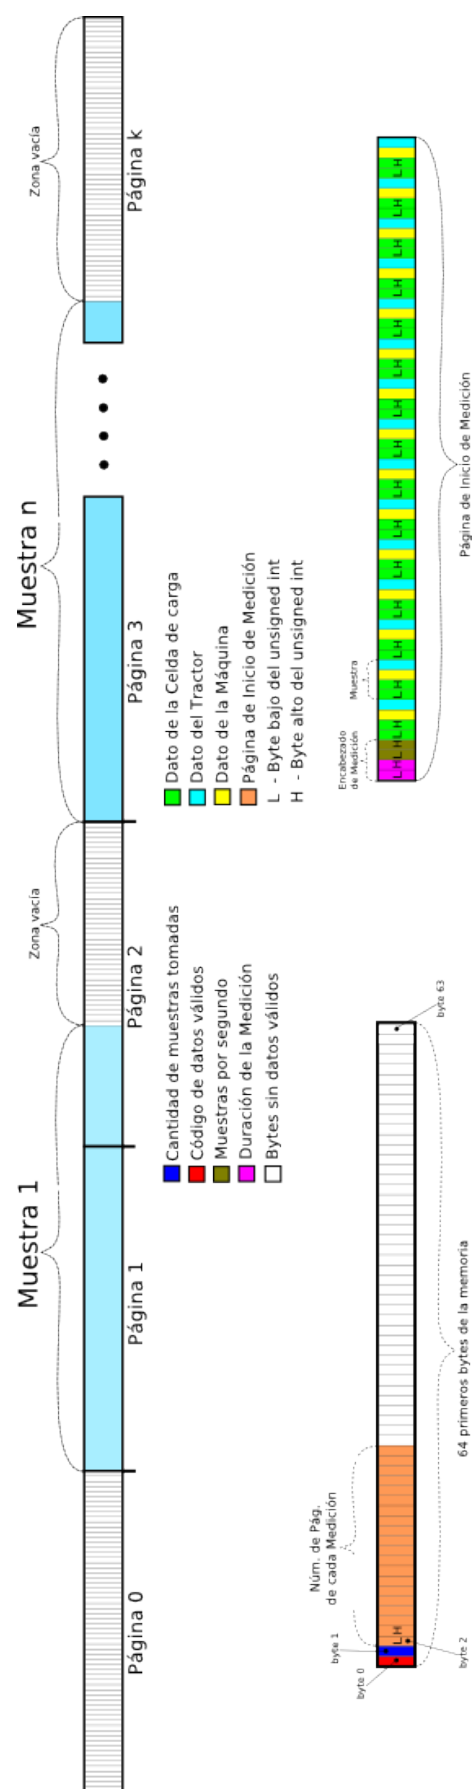 Muestra 1
Muestra n
Zona vacía
Zona vacía
Página 0
Página 1
Página 2
Página 3
Página k
Cantidad de muestras tomadas
Código de datos válidos
Muestras por segundo
Duración de la Medición
Bytes sin datos válidos
Dato de la Celda de carga
Dato del Tractor
Dato de la Máquina
Página de Inicio de Medición
L - Byte bajo del unsigned int
H - Byte alto del unsigned int
Núm. de Pág.
de cada Medición
byte 1
byte 0
L H
byte 2
byte 63
64 primeros bytes de la memoria
Encabezado
de Medición
Muestra
L H L H L H L H L H L H L H L H L H L H L H L H L H L H L H L H L H
Página de Inicio de Medición